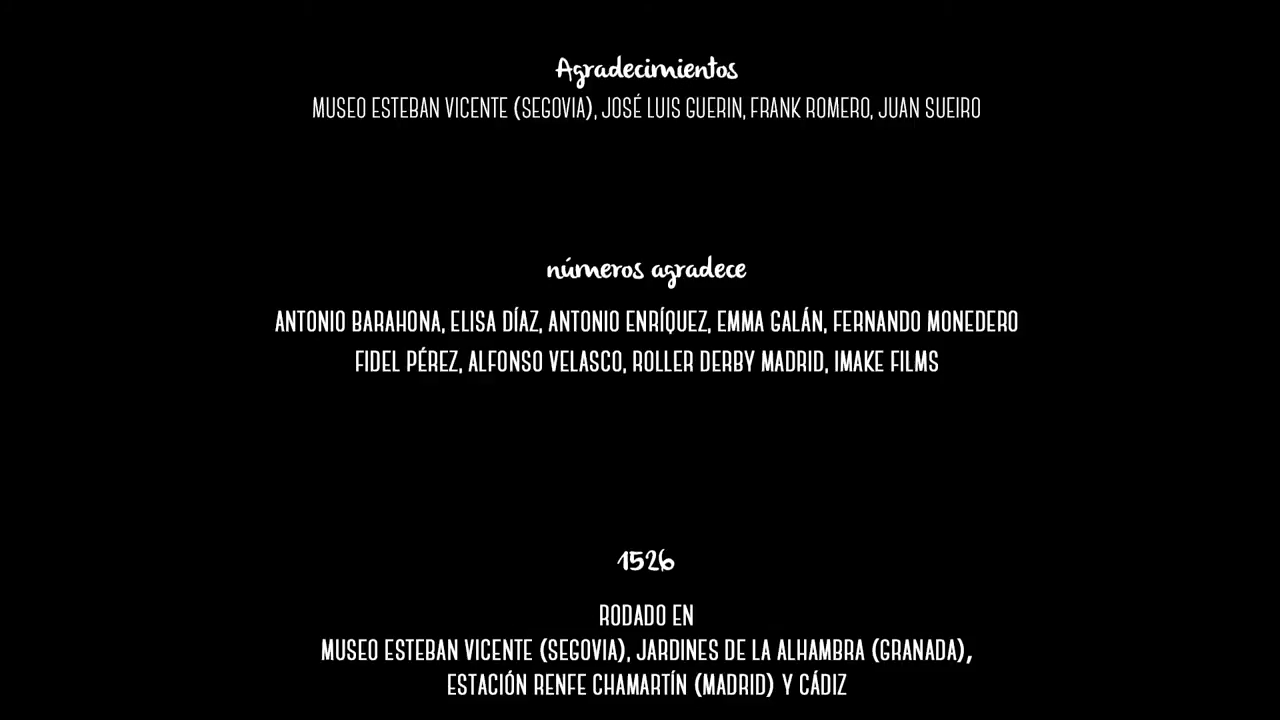 Agradecimientos
MUSEO ESTEBAN VICENTE (SEGOVIA), JOSÉ LUIS GUERIN, FRANK ROMERO, JUAN SUEIRO
números agradece
ANTONIO BARAHONA, ELISA DÍAZ, ANTONIO ENRÍQUEZ, EMMA GALÁN, FERNANDO MONEDERO
FIDEL PÉREZ, ALFONSO VELASCO, ROLLER DERBY MADRID, IMAKE FILMS
1526
RODADO EN
MUSEO ESTEBAN VICENTE (SEGOVIA), JARDINES DE LA ALHAMBRA (GRANADA),
ESTACIÓN RENFE CHAMARTÍN (MADRID) Y CÁDIZ